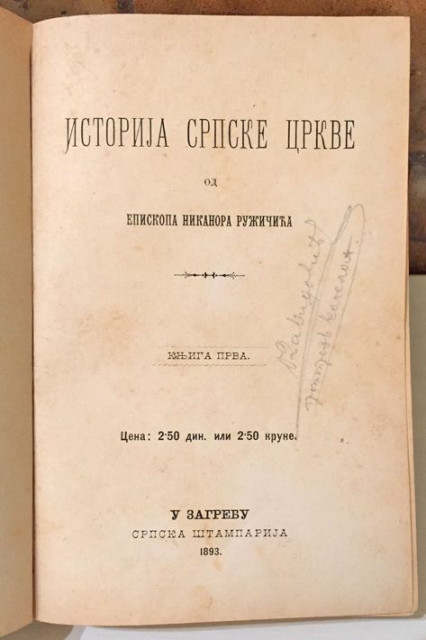 ИСТОРИЈА СРПСКЕ ЦРКВЕ
ОД
ЕПИСКОПА НИКАНОРА РУЖИЧИЋА
КЊИГА ПРВА.
Цена: 2·50 дин. или 2·50 круне.
У ЗАГРЕБУ
СРПСКА ШТАМПАРИЈА
1893.